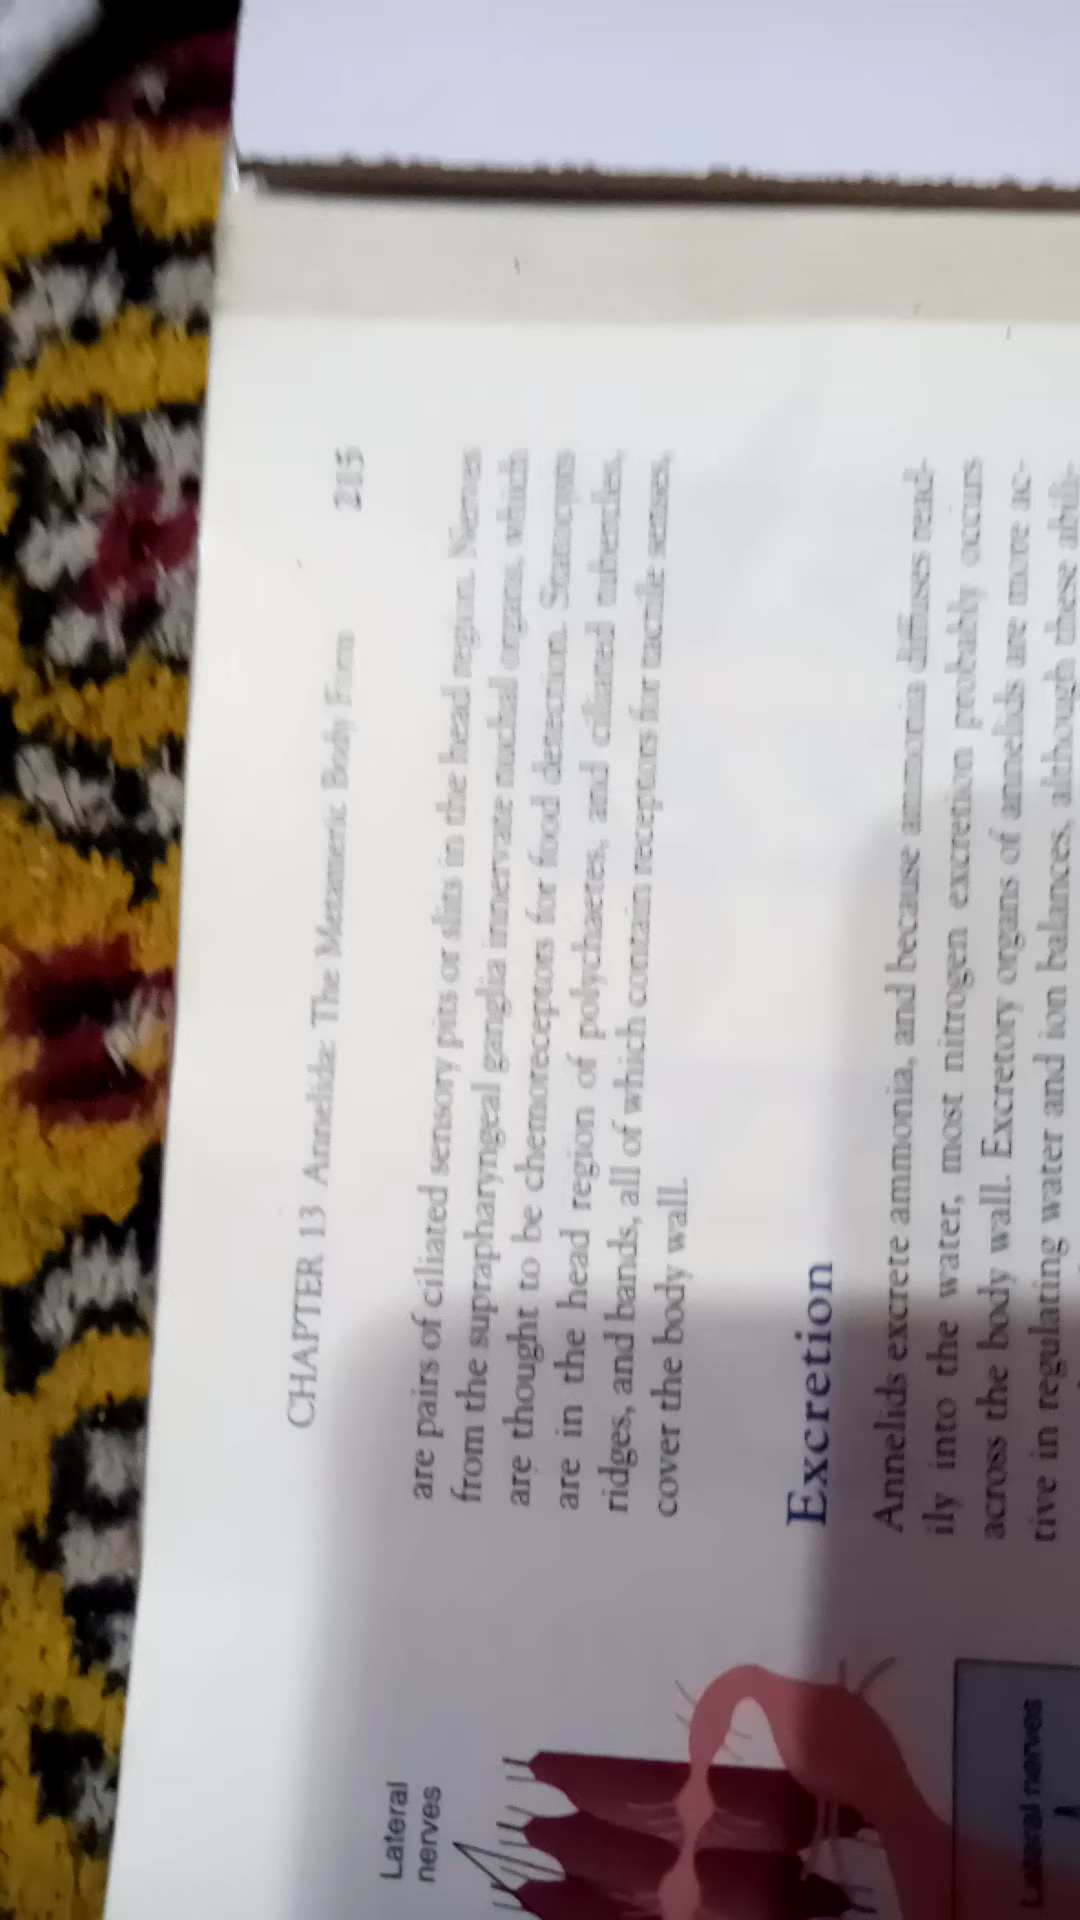 CHAPTER 13 Annelida: The Metameric Body Form 215
are pairs of ciliated sensory pits or slits in the head region. Nerves
from the suprapharyngeal ganglia innervate nuchal organs, which
are thought to be chemoreceptors for food detection. Statocysts
are in the head region of polychaetes, and ciliated tubercles,
ridges, and bands, all of which contain receptors for tactile senses,
cover the body wall.
Excretion
Annelids excrete ammonia, and because ammonia diffuses read-
ily into the water, most nitrogen excretion probably occurs
across the body wall. Excretory organs of annelids are more ac-
tive in regulating water and ion balances, although these abili-
Lateral
nerves
Lateral nerves